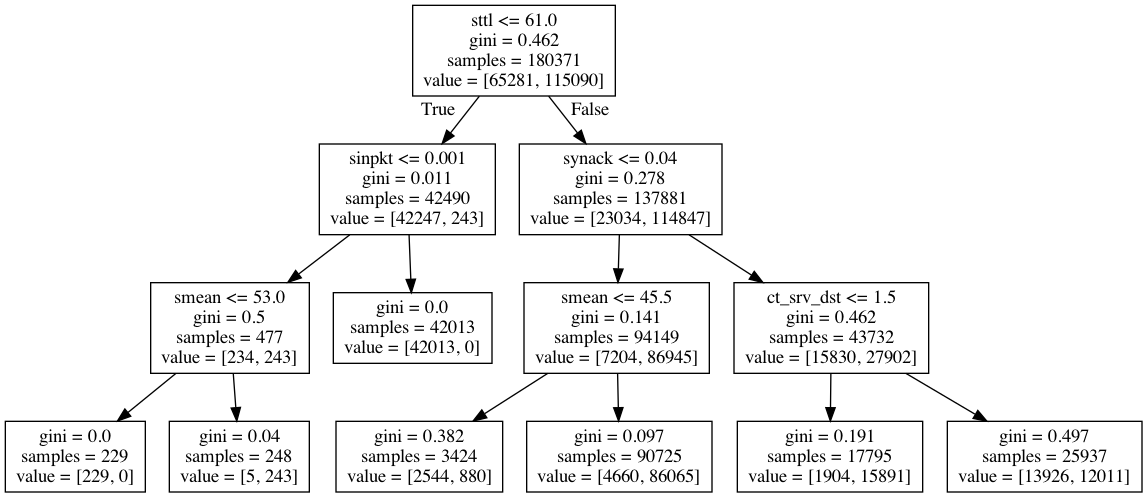 sttl <= 61.0
gini = 0.462
samples = 180371
value = [65281, 115090]
True
False
sinpkt <= 0.001
gini = 0.011
samples = 42490
value = [42247, 243]
synack <= 0.04
gini = 0.278
samples = 137881
value = [23034, 114847]
smean <= 53.0
gini = 0.5
samples = 477
value = [234, 243]
gini = 0.0
samples = 42013
value = [42013, 0]
smean <= 45.5
gini = 0.141
samples = 94149
value = [7204, 86945]
ct_srv_dst <= 1.5
gini = 0.462
samples = 43732
value = [15830, 27902]
gini = 0.0
samples = 229
value = [229, 0]
gini = 0.04
samples = 248
value = [5, 243]
gini = 0.382
samples = 3424
value = [2544, 880]
gini = 0.097
samples = 90725
value = [4660, 86065]
gini = 0.191
samples = 17795
value = [1904, 15891]
gini = 0.497
samples = 25937
value = [13926, 12011]